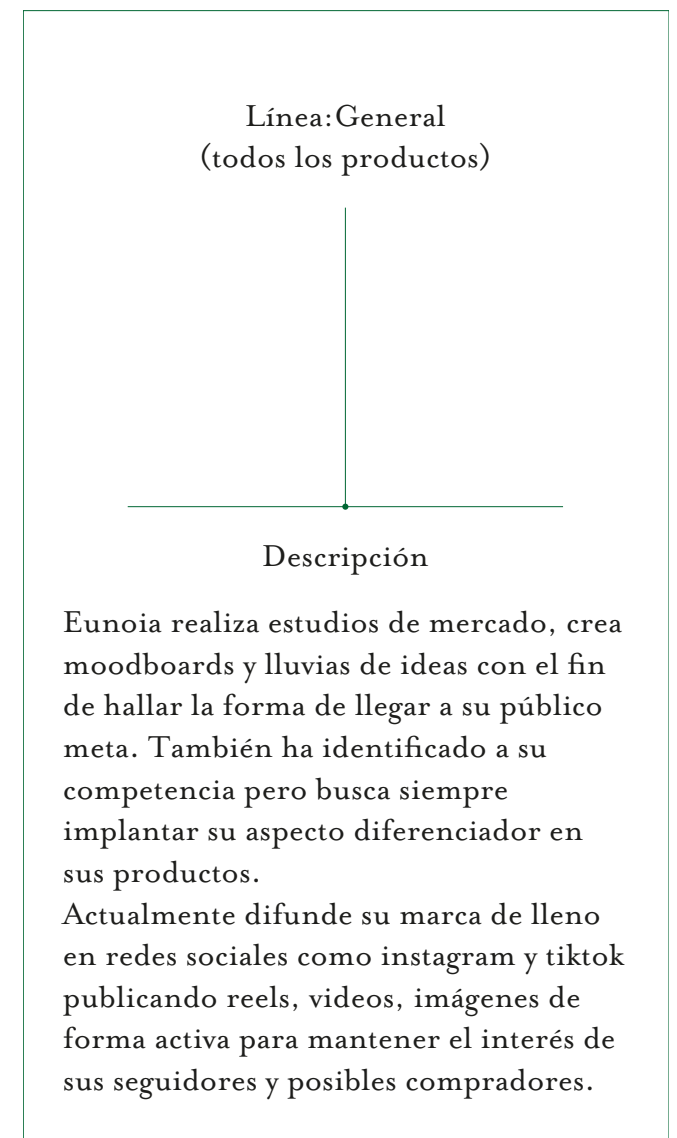 Línea:General
(todos los productos)
Descripción
Eunoia realiza estudios de mercado, crea
moodboards y lluvias de ideas con el fin
de hallar la forma de llegar a su público
meta. También ha identificado a su
competencia pero busca siempre
implantar su aspecto diferenciador en
sus productos.
Actualmente difunde su marca de lleno
en redes sociales como instagram y tiktok
publicando reels, videos, imágenes de
forma activa para mantener el interés de
sus seguidores y posibles compradores.